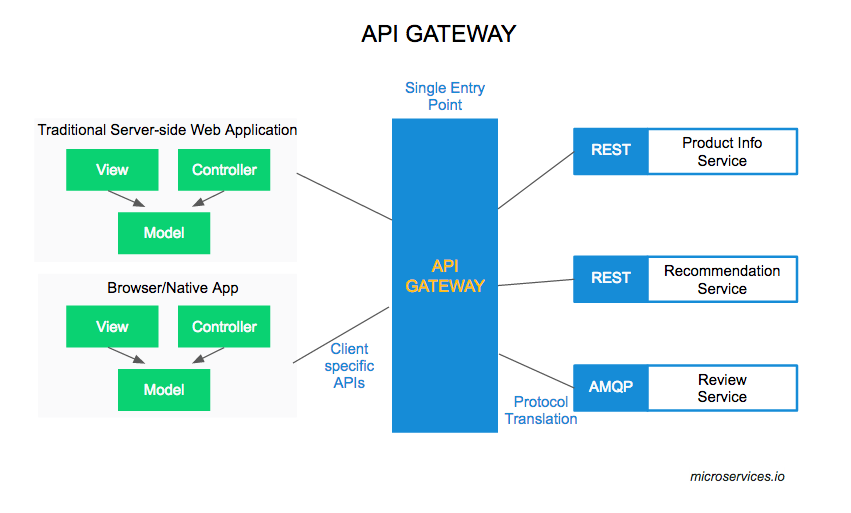 API GATEWAY
Single Entry
Point
Traditional Server-side Web Application
View
Controller
Model
Browser/Native App
View
Controller
Model
Client
specific
APIs
API
GATEWAY
Protocol
Translation
REST
Product Info
Service
REST
Recommendation
Service
AMQP
Review
Service
microservices.io